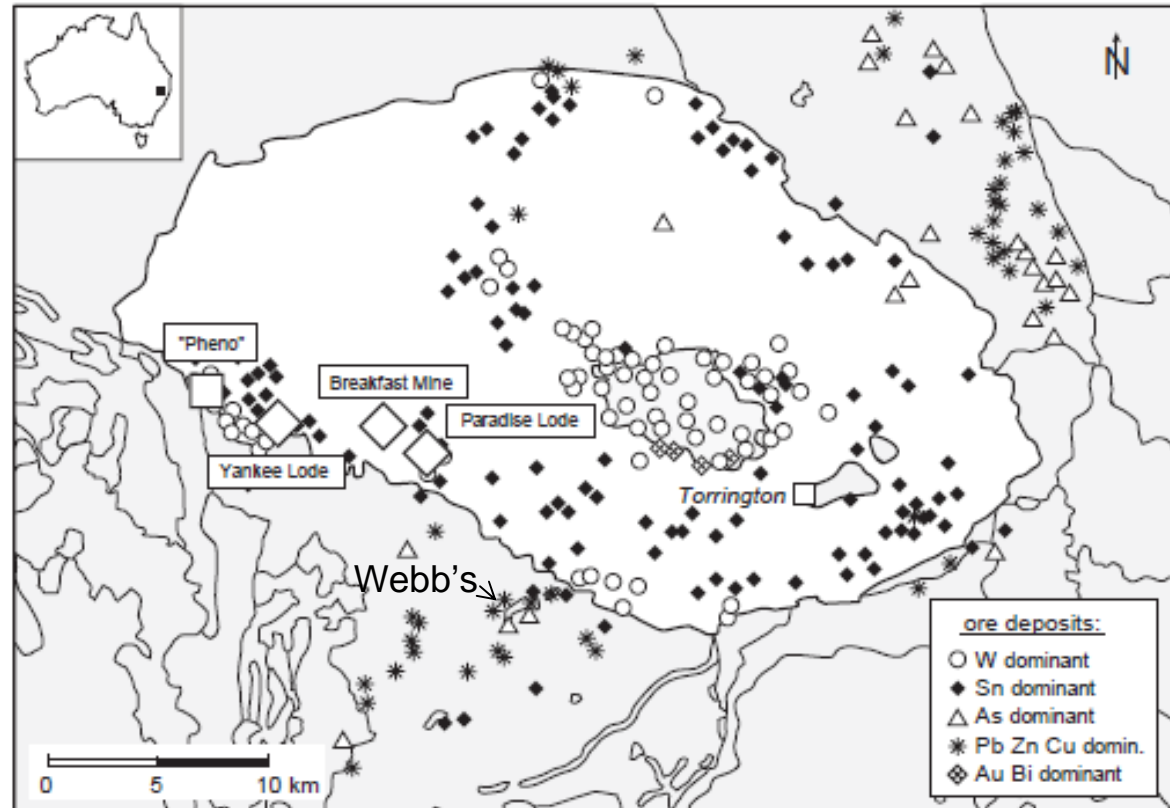 N
"Pheno"
Breakfast Mine
Paradise Lode
Yankee Lode
Torrington
Webb's
ore deposits:
W dominant
Sn dominant
As dominant
Pb Zn Cu domin.
Au Bi dominant
0 5 10 km